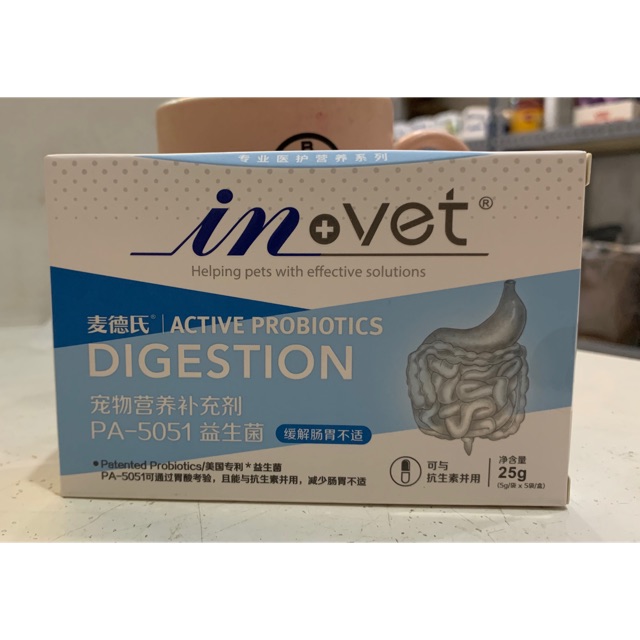 专业医护营养系列
in+vet®
Helping pets with effective solutions
麦德氏® ACTIVE PROBIOTICS
DIGESTION
宠物营养补充剂
PA-5051 益生菌 缓解肠胃不适
•Patented Probiotics/美国专利*益生菌
PA-5051可通过胃酸考验,且能与抗生素并用,减少肠胃不适
可与
抗生素并用
净含量
25g
(5g/袋 x 5袋/盒)